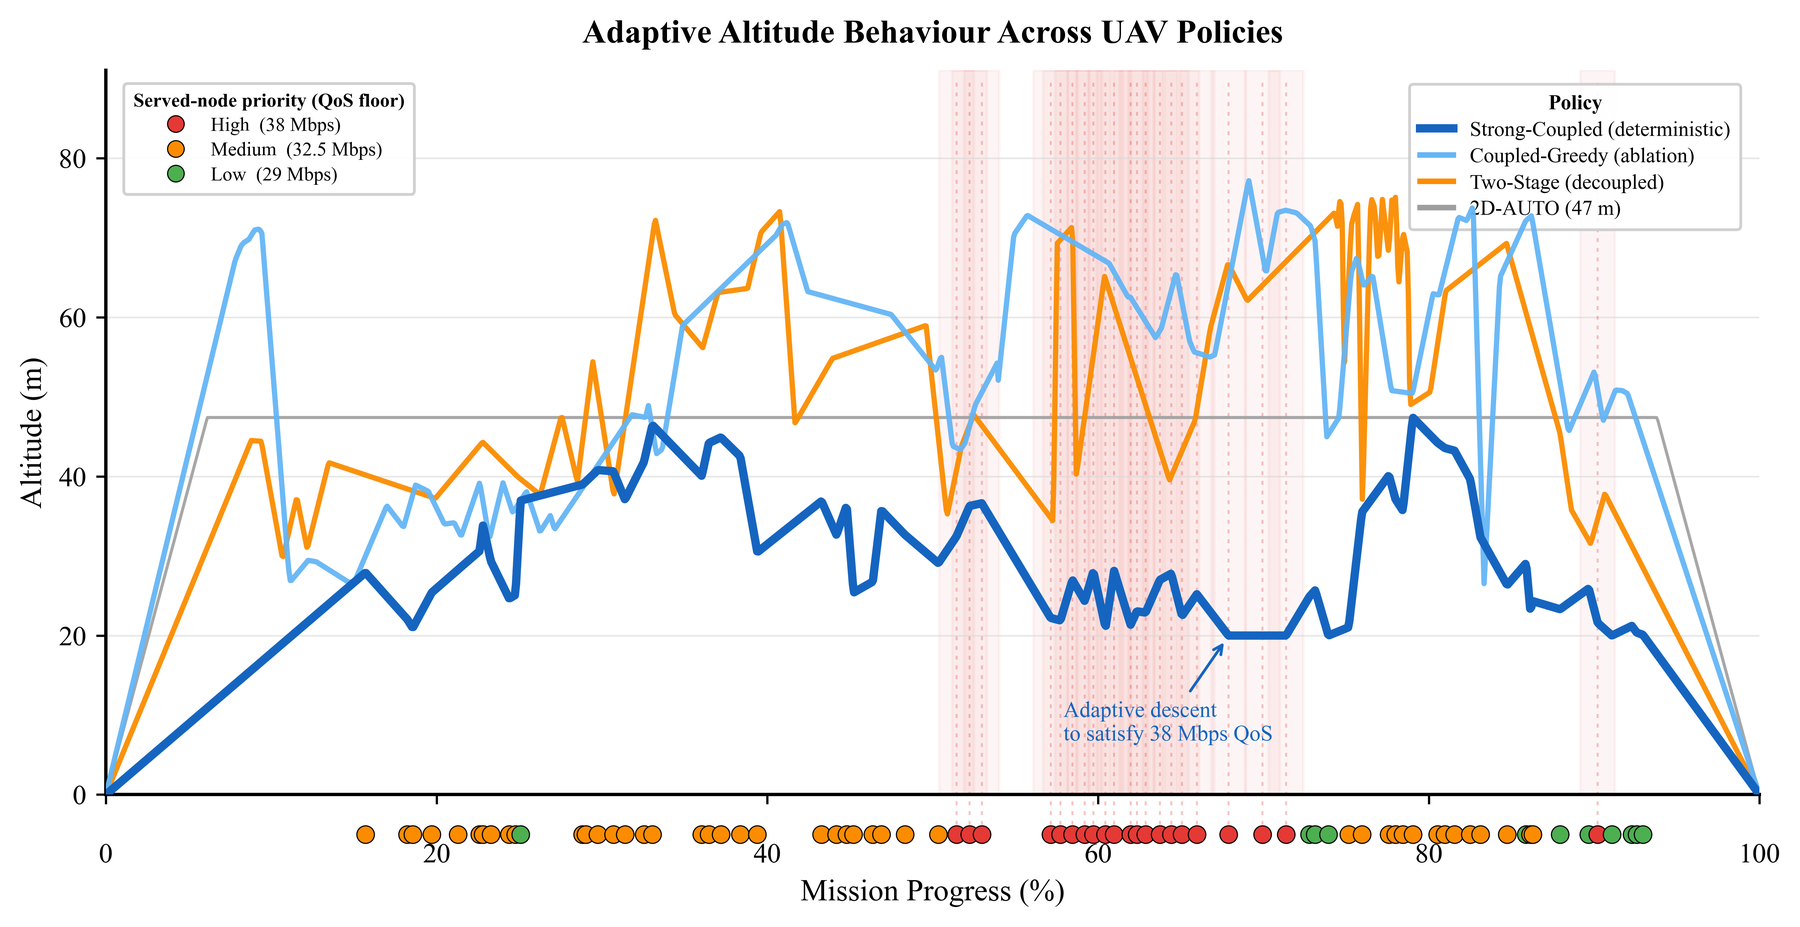 Adaptive Altitude Behaviour Across UAV Policies
Served-node priority (QoS floor)
High (38 Mbps)
Medium (32.5 Mbps)
Low (29 Mbps)
Policy
Strong-Coupled (deterministic)
Coupled-Greedy (ablation)
Two-Stage (decoupled)
2D-AUTO (47 m)
Altitude (m)
80
60
40
20
0
Adaptive descent
to satisfy 38 Mbps QoS
0 20 40 60 80 100
Mission Progress (%)